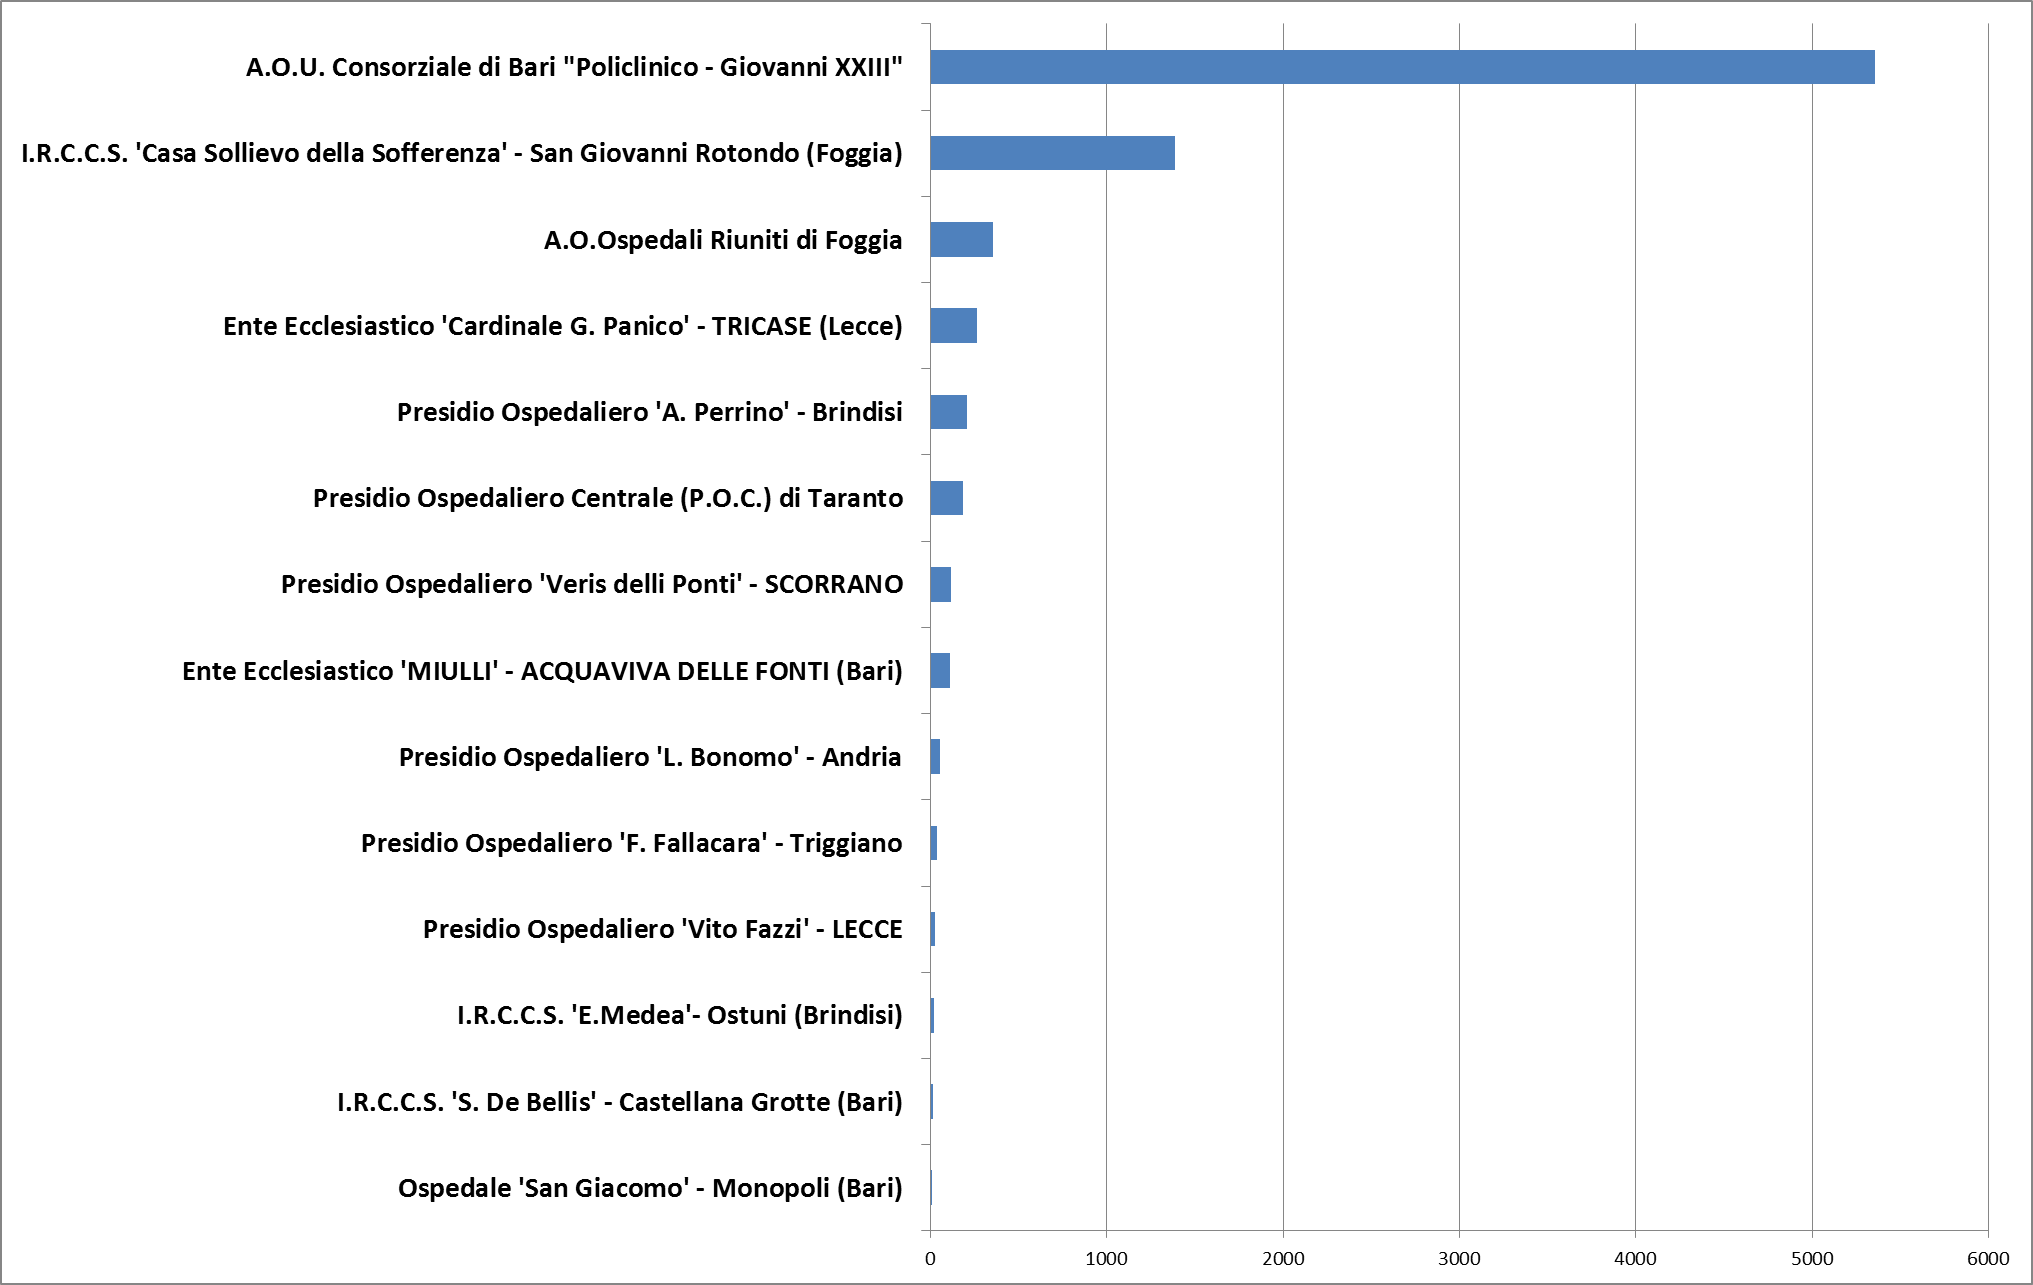 A.O.U. Consorziale di Bari "Policlinico - Giovanni XXIII"
I.R.C.C.S. 'Casa Sollievo della Sofferenza' - San Giovanni Rotondo (Foggia)
A.O.Ospedali Riuniti di Foggia
Ente Ecclesiastico 'Cardinale G. Panico' - TRICASE (Lecce)
Presidio Ospedaliero 'A. Perrino' - Brindisi
Presidio Ospedaliero Centrale (P.O.C.) di Taranto
Presidio Ospedaliero 'Veris delli Ponti' - SCORRANO
Ente Ecclesiastico 'MIULLI' - ACQUAVIVA DELLE FONTI (Bari)
Presidio Ospedaliero 'L. Bonomo' - Andria
Presidio Ospedaliero 'F. Fallacara' - Triggiano
Presidio Ospedaliero 'Vito Fazzi' - LECCE
I.R.C.C.S. 'E.Medea'- Ostuni (Brindisi)
I.R.C.C.S. 'S. De Bellis' - Castellana Grotte (Bari)
Ospedale 'San Giacomo' - Monopoli (Bari)
0 1000 2000 3000 4000 5000 6000